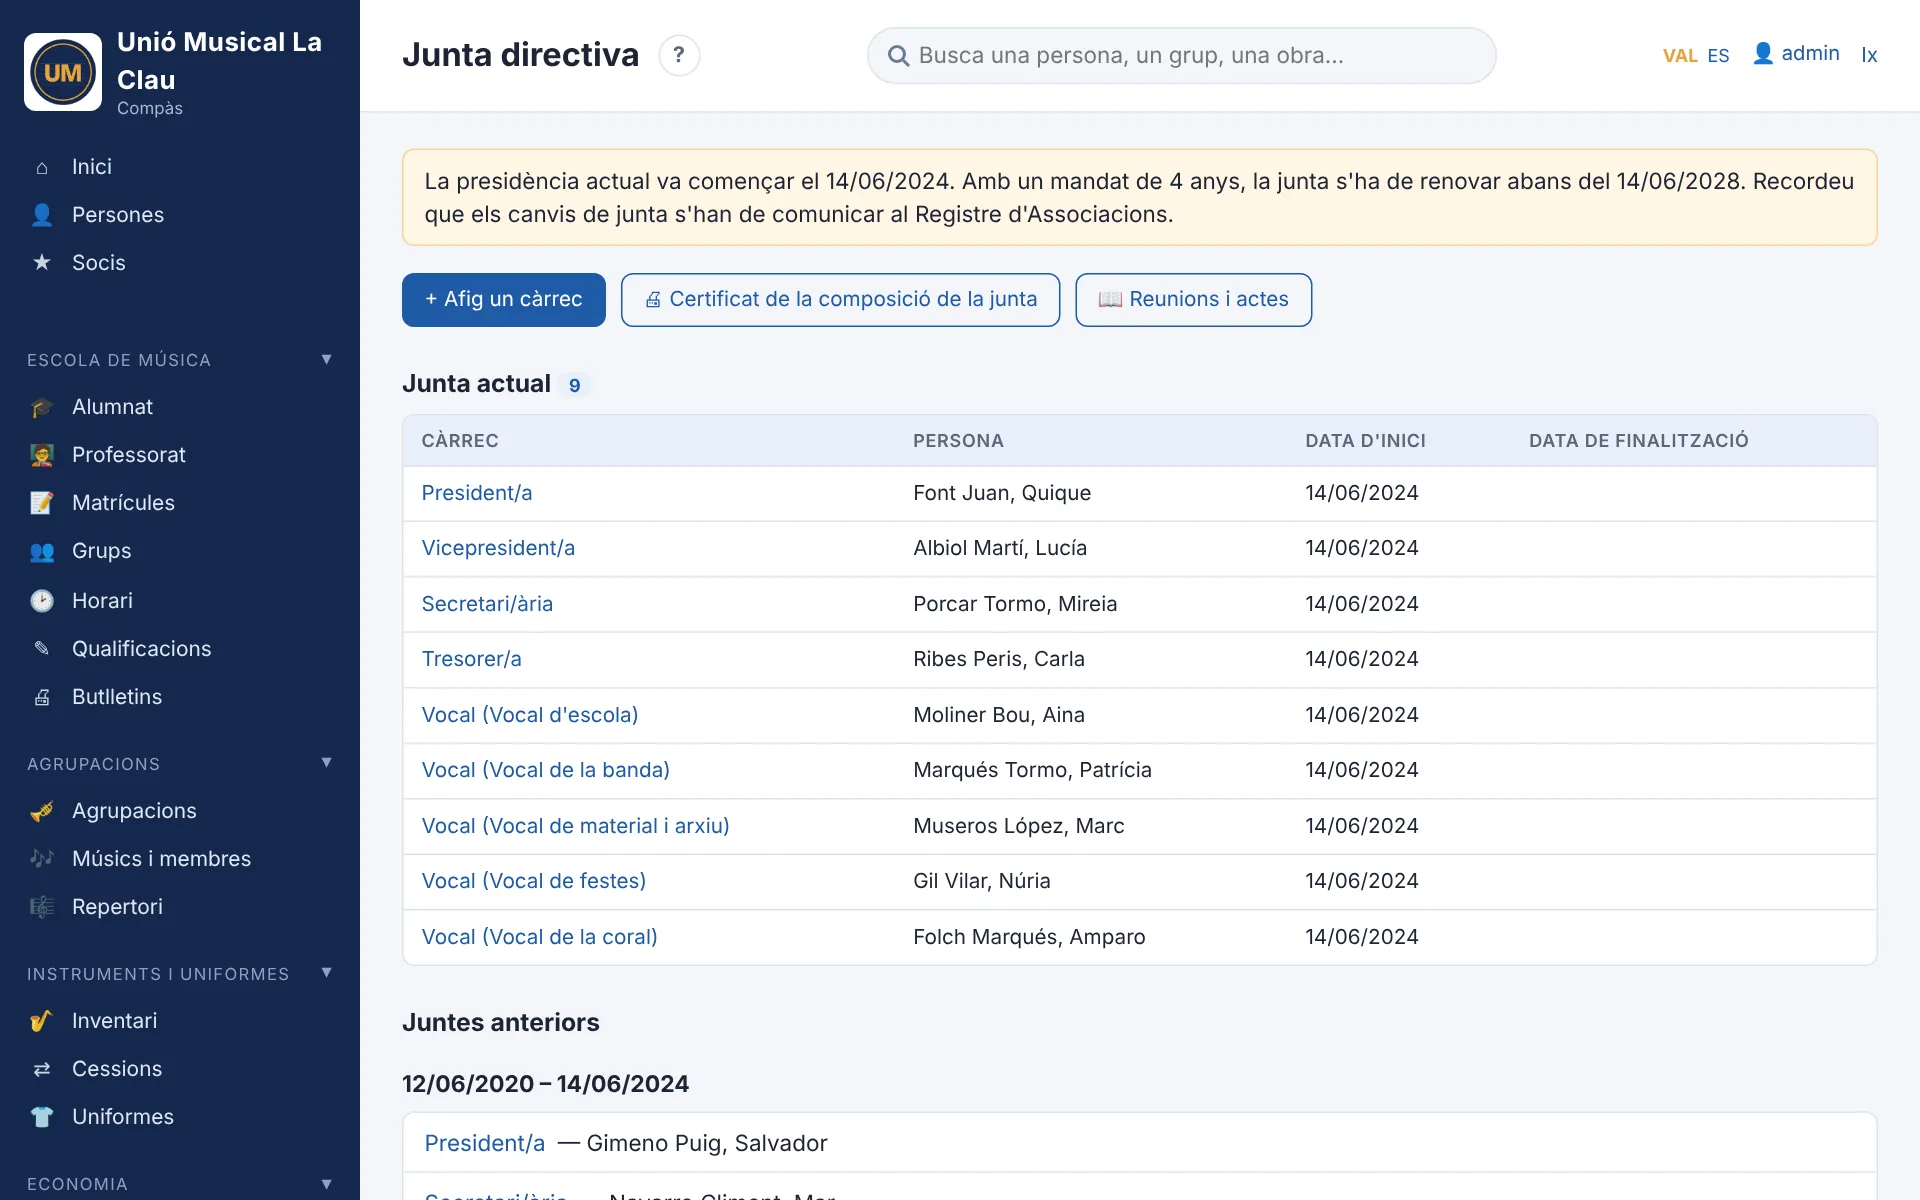 Unió Musical La
Clau
Compàs
UM
Inici
Persones
Socis
ESCOLA DE MÚSICA ▼
Alumnat
Professorat
Matrícules
Grups
Horari
Qualificacions
Butlletins
AGRUPACIONS ▼
Agrupacions
Músics i membres
Repertori
INSTRUMENTS I UNIFORMES ▼
Inventari
Cessions
Uniformes
ECONOMIA ▼
Junta directiva ?
Busca una persona, un grup, una obra...
VAL ES admin Ix
La presidència actual va començar el 14/06/2024. Amb un mandat de 4 anys, la junta s'ha de renovar abans del 14/06/2028. Recordeu
que els canvis de junta s'han de comunicar al Registre d'Associacions.
+ Afig un càrrec Certificat de la composició de la junta Reunions i actes
Junta actual 9
CÀRREC PERSONA DATA D'INICI DATA DE FINALITZACIÓ
President/a Font Juan, Quique 14/06/2024
Vicepresident/a Albiol Martí, Lucía 14/06/2024
Secretari/ària Porcar Tormo, Mireia 14/06/2024
Tresorer/a Ribes Peris, Carla 14/06/2024
Vocal (Vocal d'escola) Moliner Bou, Aina 14/06/2024
Vocal (Vocal de la banda) Marqués Tormo, Patrícia 14/06/2024
Vocal (Vocal de material i arxiu) Museros López, Marc 14/06/2024
Vocal (Vocal de festes) Gil Vilar, Núria 14/06/2024
Vocal (Vocal de la coral) Folch Marqués, Amparo 14/06/2024
Juntes anteriors
12/06/2020 – 14/06/2024
President/a — Gimeno Puig, Salvador